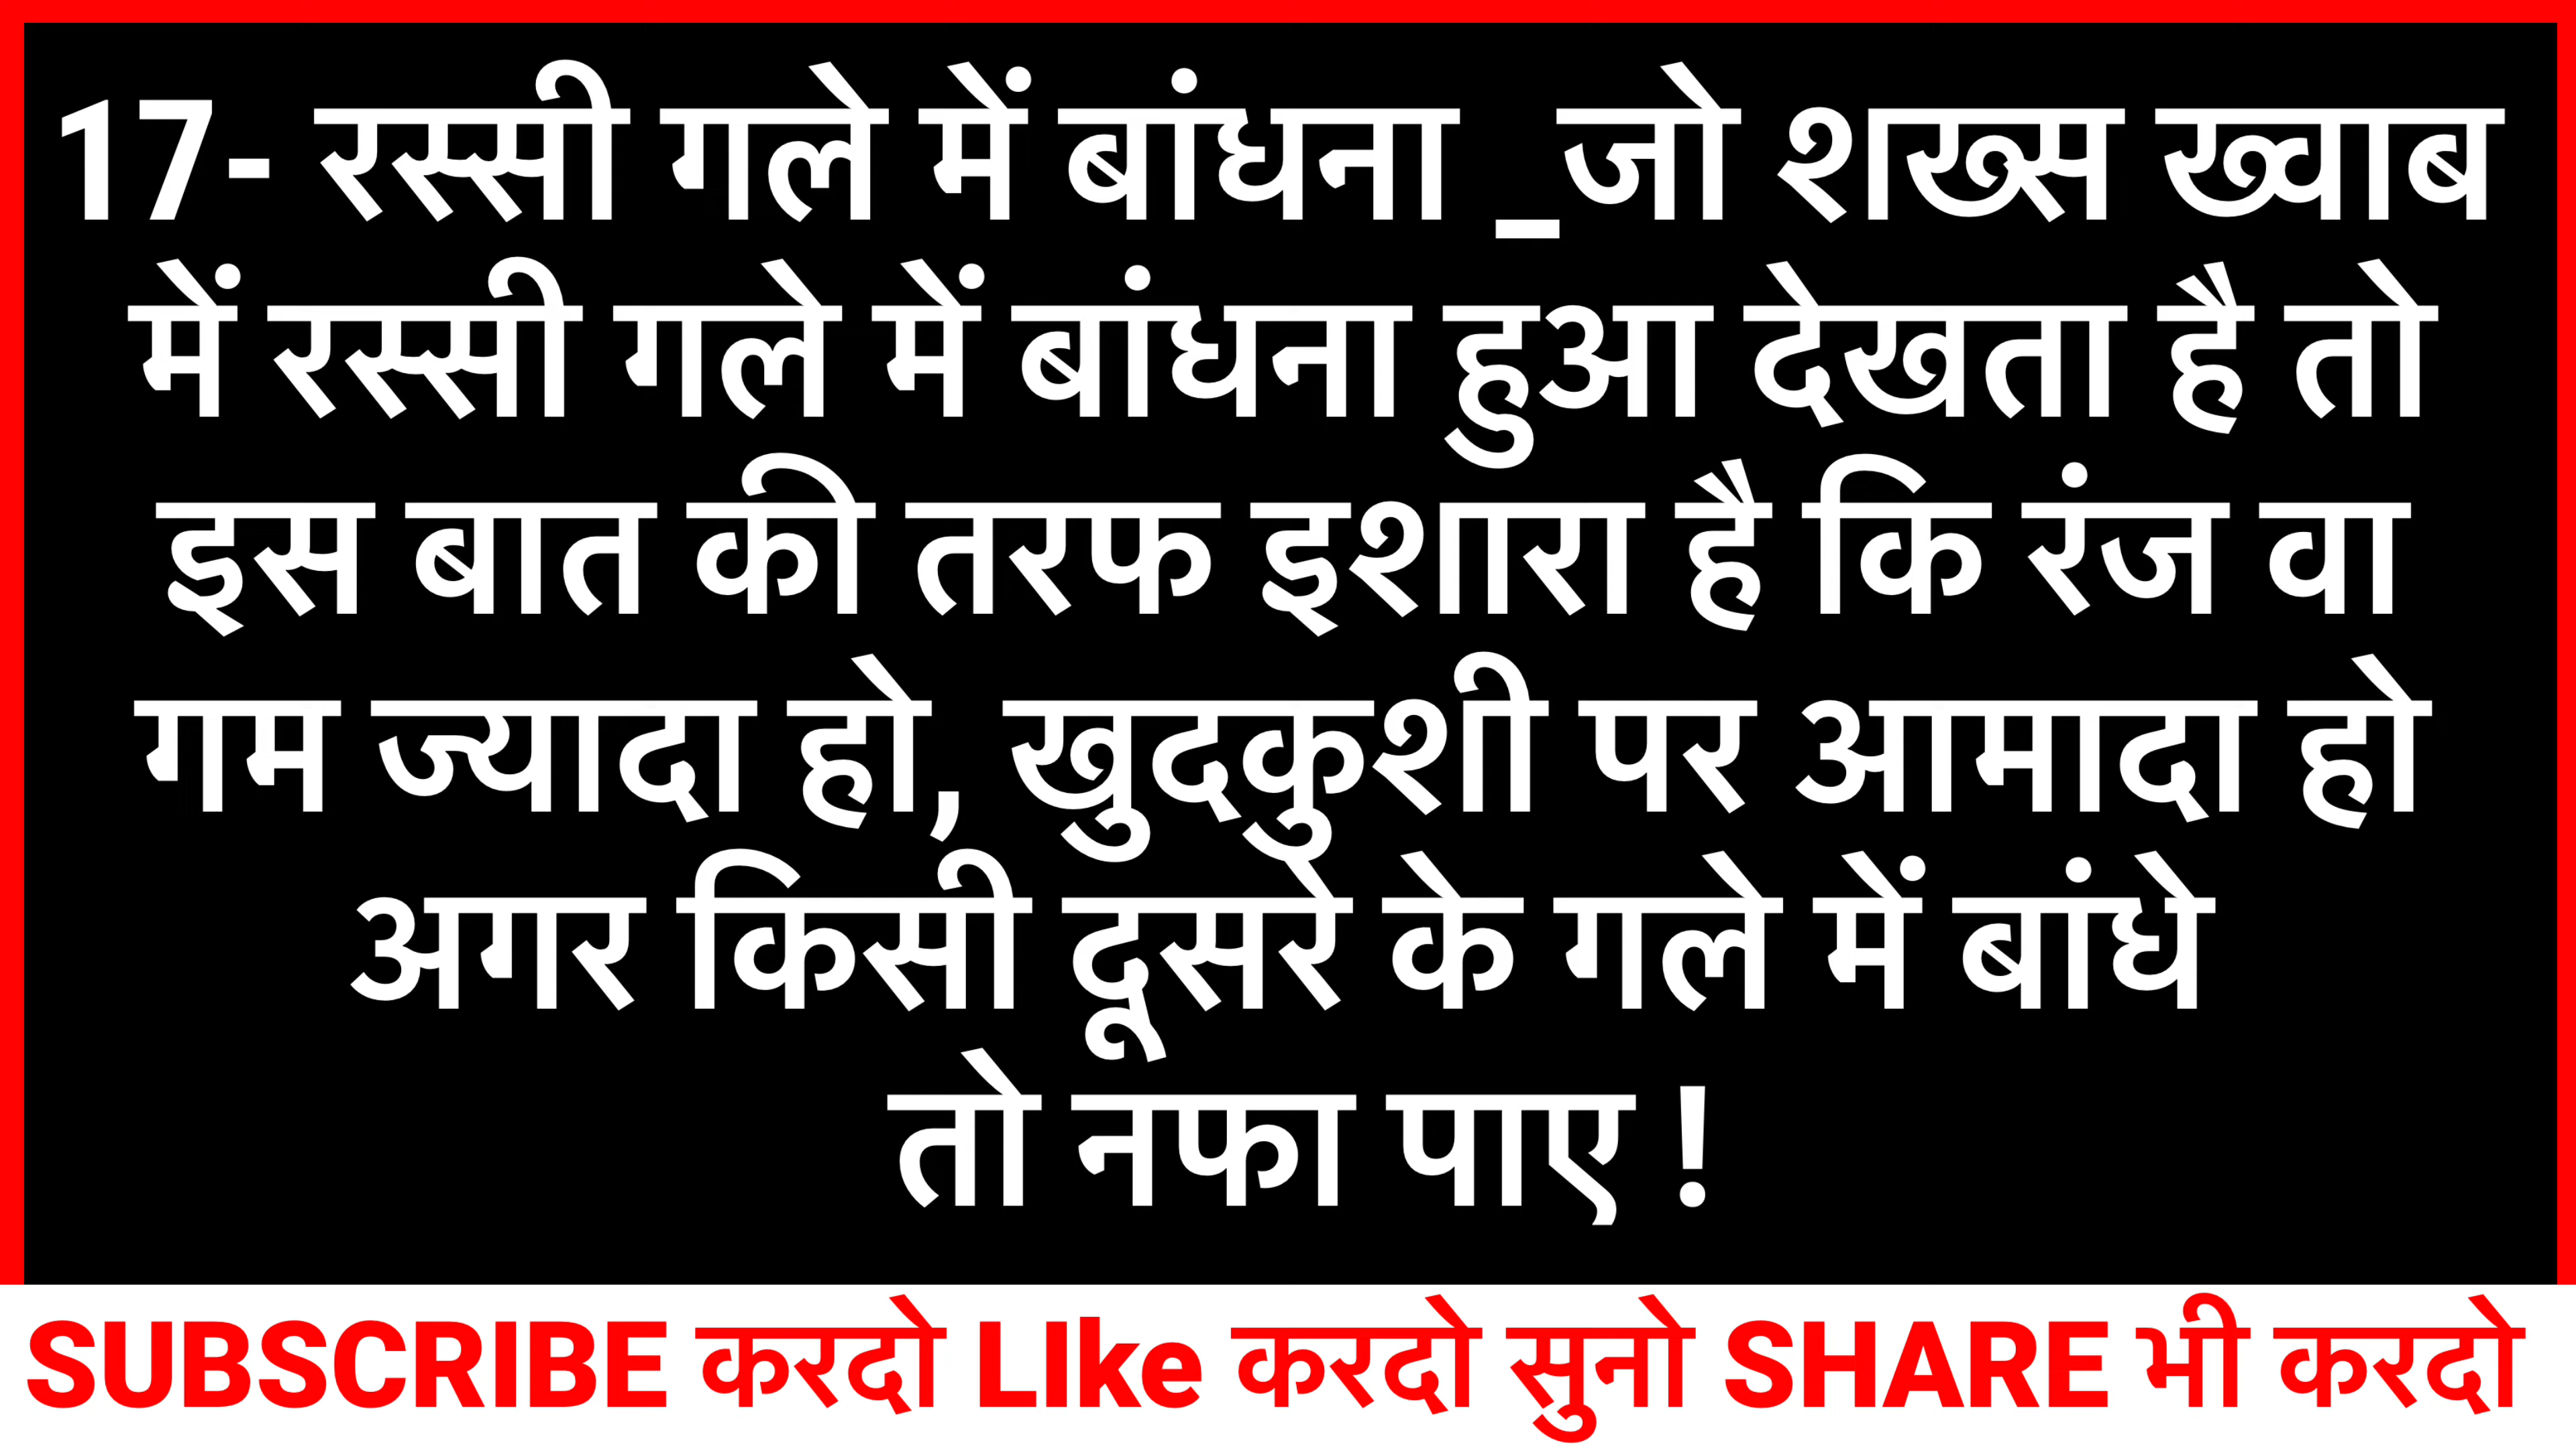 17- रस्सी गले में बांधना _जो शख्स ख्वाब
में रस्सी गले में बांधना हुआ देखता है तो
इस बात की तरफ इशारा है कि रंज वा
गम ज्यादा हो, खुदकुशी पर आमादा हो
अगर किसी दूसरे के गले में बांधे
तो नफा पाए !
SUBSCRIBE करदो LIke करदो सुनो SHARE भी करदो